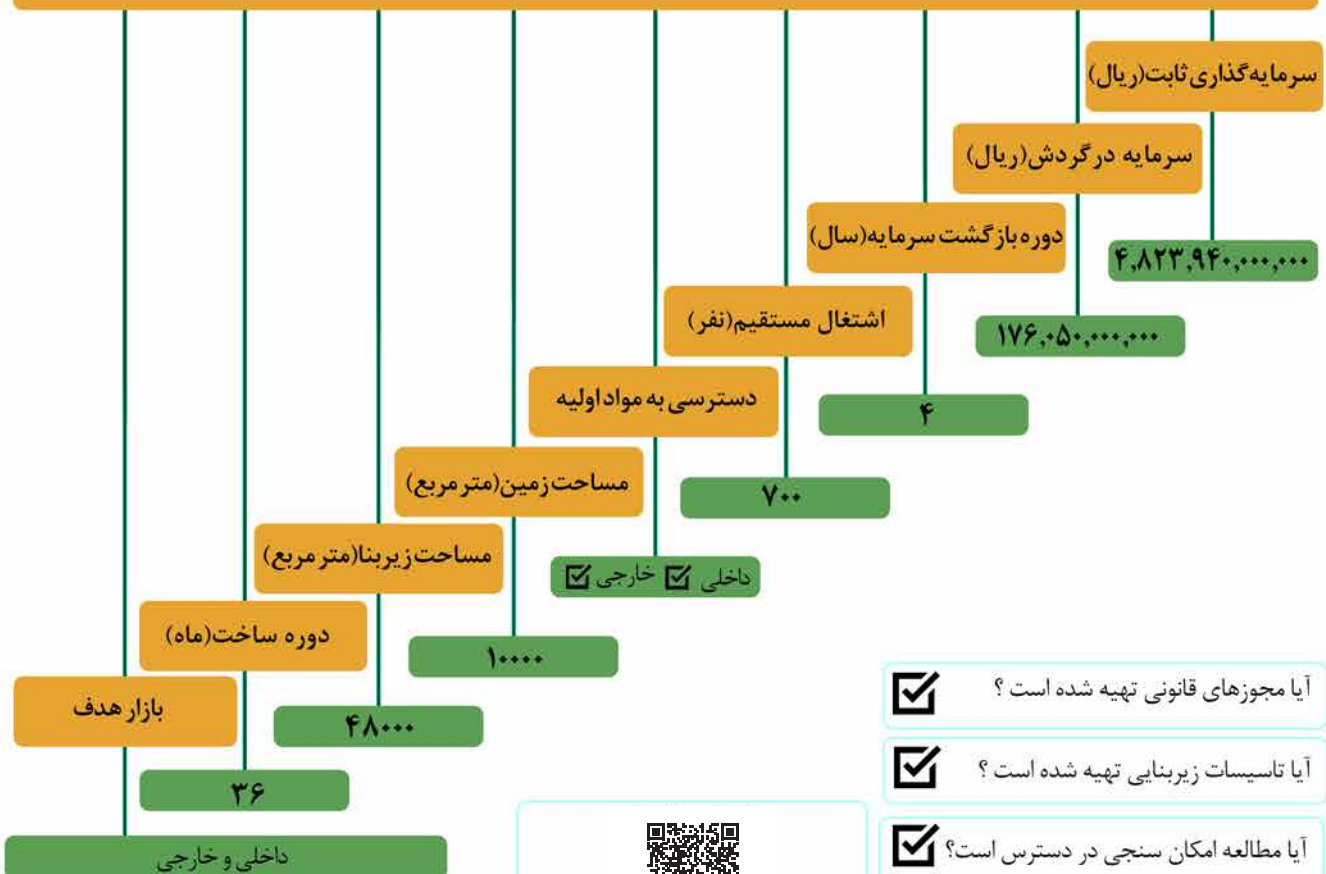 سرمایه‌گذاری ثابت(ریال)
۴,۸۲۳,۹۴۰,۰۰۰,۰۰۰
سرمایه در گردش(ریال)
۱۷۶,۰۵۰,۰۰۰,۰۰۰
دوره بازگشت سرمایه(سال)
۴
اشتغال مستقیم(نفر)
۷۰۰
دسترسی به مواد اولیه
داخلی ☑ خارجی ☑
مساحت زمین(متر مربع)
۱۰۰۰۰
مساحت زیربنا(متر مربع)
۴۸۰۰۰
دوره ساخت(ماه)
۳۶
بازار هدف
داخلی و خارجی
آیا مجوزهای قانونی تهیه شده است ؟ ☑
آیا تاسیسات زیربنایی تهیه شده است ؟ ☑
آیا مطالعه امکان سنجی در دسترس است؟ ☑